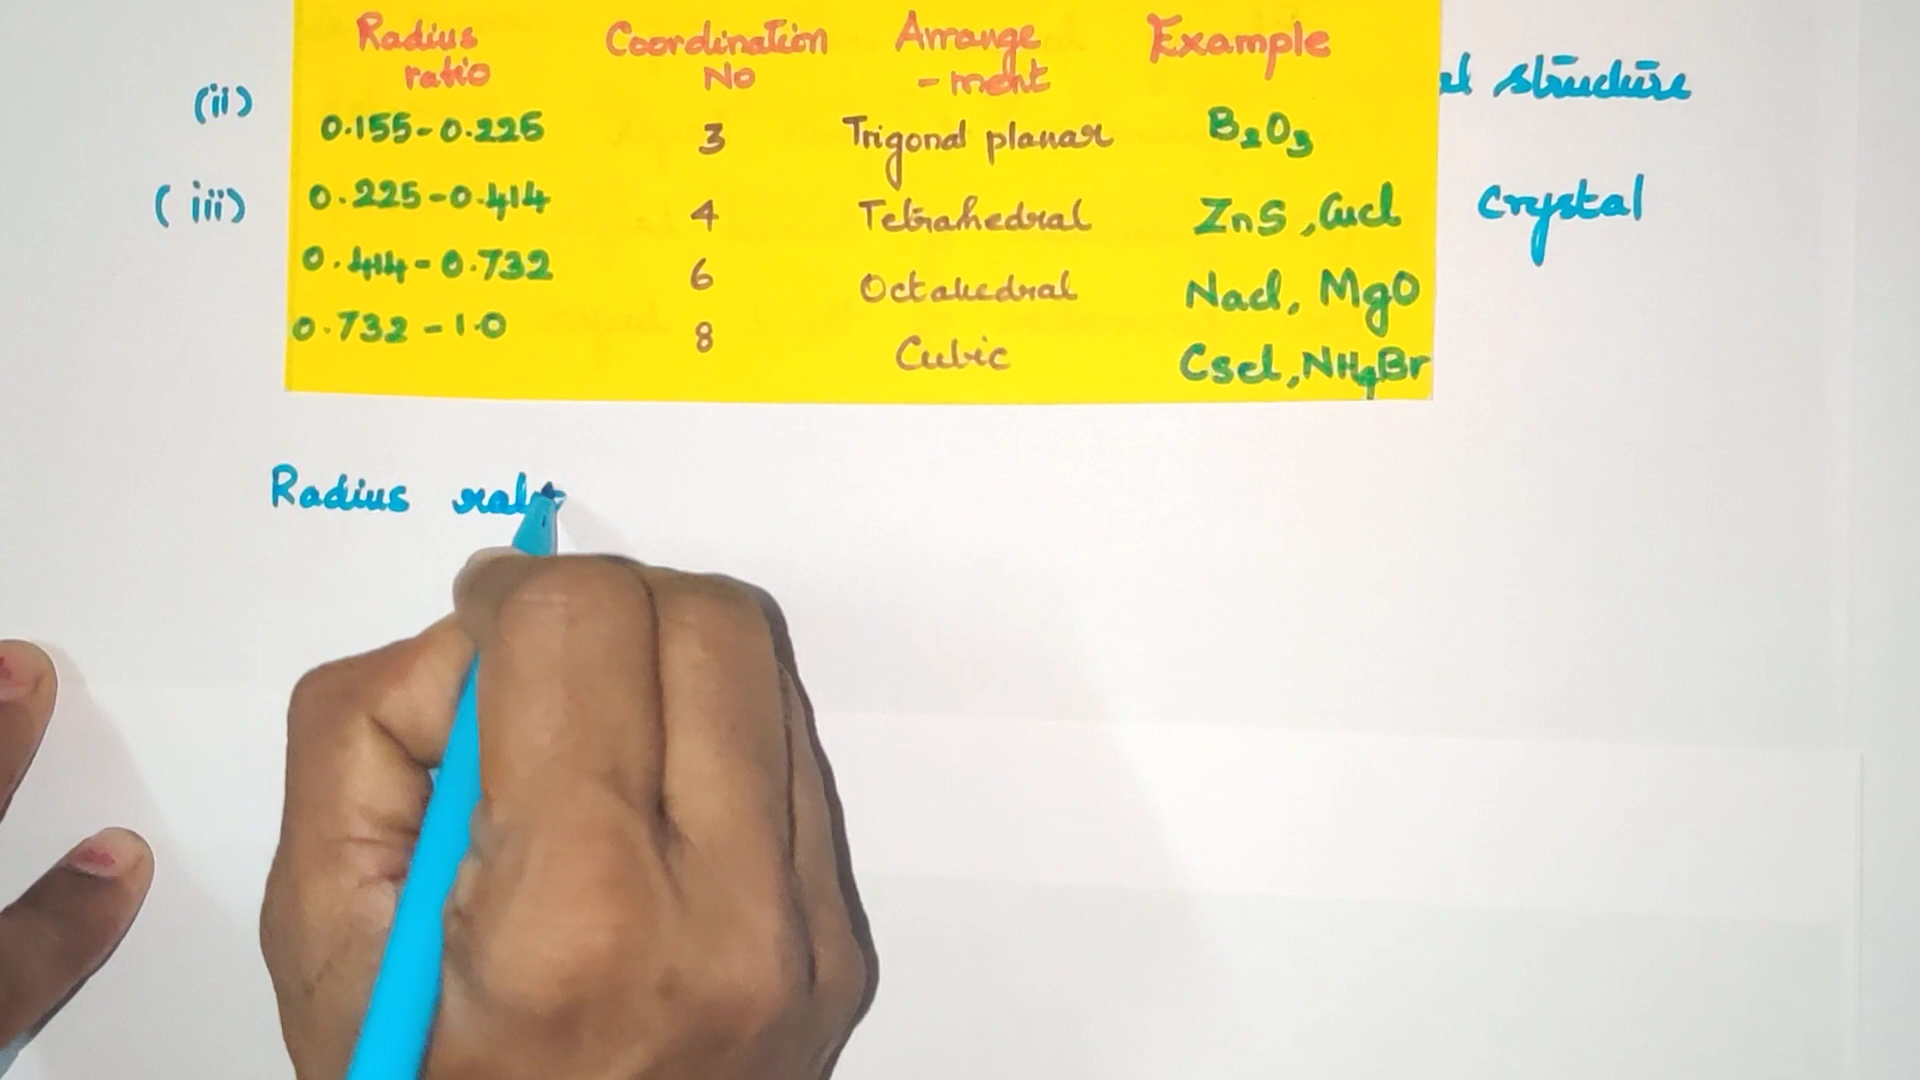 Radius ratio Coordination No Arrange-ment Example
(ii) 0.155-0.225 3 Trigonal planar B2O3 structure
(iii) 0.225-0.414 4 Tetrahedral ZnS, Cucl crystal
0.414-0.732 6 Octahedral Nacl, MgO
0.732-1.0 8 Cubic Cscl, NH4Br
Radius